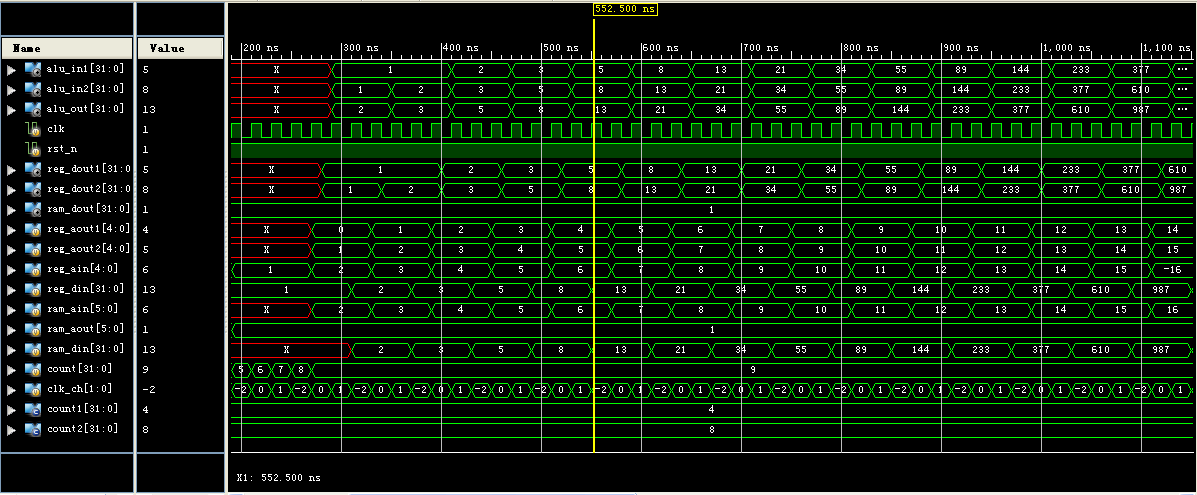 552.500 ns
Name Value
200 ns 300 ns 400 ns 500 ns 600 ns 700 ns 800 ns 900 ns 1,000 ns 1,100 ns
alu_in1[31:0] 5 X 1 2 3 5 8 13 21 34 55 89 144 233 377 ...
alu_in2[31:0] 8 X 1 2 3 5 8 13 21 34 55 89 144 233 377 610 ...
alu_out[31:0] 13 X 2 3 5 8 13 21 34 55 89 144 233 377 610 987 ...
clk 1
rst_n 1
reg_dout1[31:0 5 X 1 2 3 5 8 13 21 34 55 89 144 233 377 610
reg_dout2[31:0 8 X 1 2 3 5 8 13 21 34 55 89 144 233 377 610 987
ram_dout[31:0] 1 1
reg_aout1[4:0] 4 X 0 1 2 3 4 5 6 7 8 9 10 11 12 13 14
reg_aout2[4:0] 5 X 1 2 3 4 5 6 7 8 9 10 11 12 13 14 15
reg_ain[4:0] 6 1 2 3 4 5 6 7 8 9 10 11 12 13 14 15 -16
reg_din[31:0] 13 1 2 3 5 8 13 21 34 55 89 144 233 377 610 987
ram_ain[5:0] 6 X 2 3 4 5 6 7 8 9 10 11 12 13 14 15 16
ram_aout[5:0] 1 1
ram_din[31:0] 13 X 2 3 5 8 13 21 34 55 89 144 233 377 610 987
count[31:0] 9 5 6 7 8 9
clk_ch[1:0] -2 -2 0 1 -2 0 1 -2 0 1 -2 0 1 -2 0 1 -2 0 1 -2 0 1 -2 0 1 -2 0 1 -2 0 1 -2 0 1 -2 0 1 -2 0 1 -2 0 1 -2 0 1 -2 0 1
count1[31:0] 4 4
count2[31:0] 8 8
X1: 552.500 ns